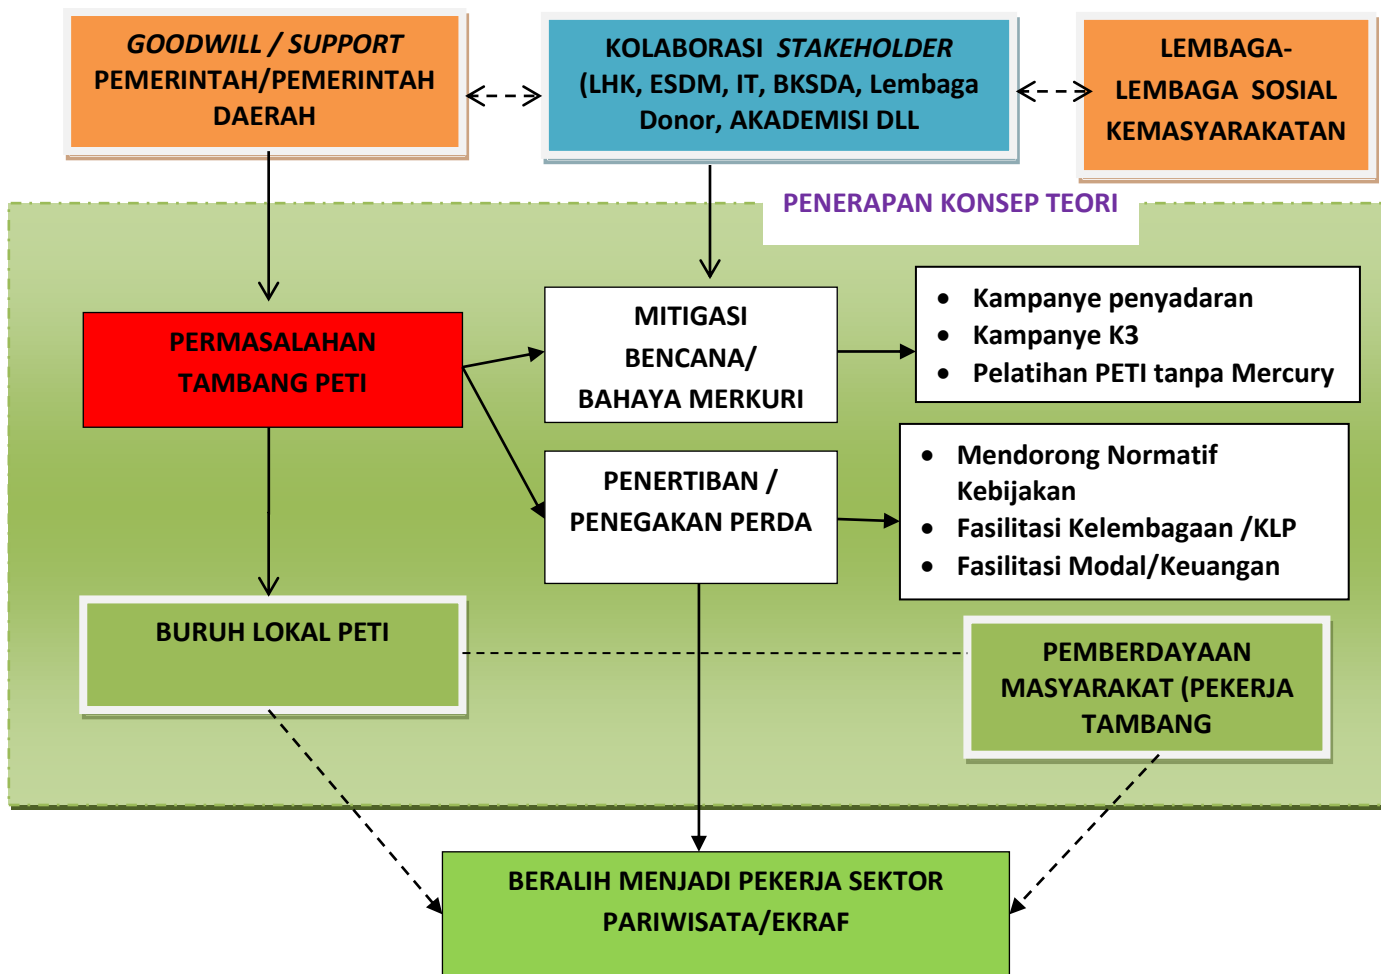 GOODWILL / SUPPORT
PEMERINTAH/PEMERINTAH
DAERAH
KOLABORASI STAKEHOLDER
(LHK, ESDM, IT, BKSDA, Lembaga
Donor, AKADEMISI DLL
LEMBAGA-
LEMBAGA SOSIAL
KEMASYARAKATAN
PENERAPAN KONSEP TEORI
PERMASALAHAN
TAMBANG PETI
MITIGASI
BENCANA/
BAHAYA MERKURI
• Kampanye penyadaran
• Kampanye K3
• Pelatihan PETI tanpa Mercury
PENERTIBAN /
PENEGAKAN PERDA
• Mendorong Normatif
Kebijakan
• Fasilitasi Kelembagaan /KLP
• Fasilitasi Modal/Keuangan
BURUH LOKAL PETI
PEMBERDAYAAN
MASYARAKAT (PEKERJA
TAMBANG
BERALIH MENJADI PEKERJA SEKTOR
PARIWISATA/EKRAF